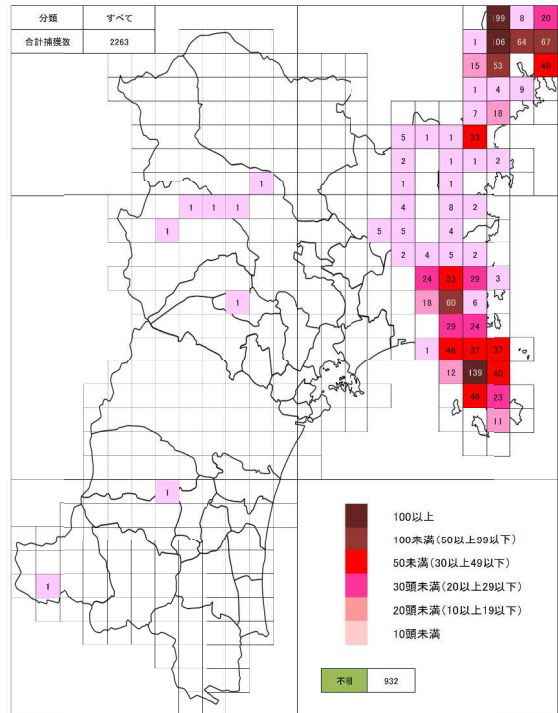 分類 すべて 199 8 20
合計捕獲数 2263 1 106 64 67
15 53 40
1 4 9
7 18
5 1 1 33
2 1 1 2
1 1 1
1 1 1 4 8 2
1 5 5 4
2 4 5 2
24 33 29 3
1 18 60 6
29 24
1 48 37 37
12 139 40
48 23
11
1
100以上
100未満(50以上99以下)
50未満(30以上49以下)
30頭未満(20以上29以下)
1 20頭未満(10以上19以下)
10頭未満
不明 932